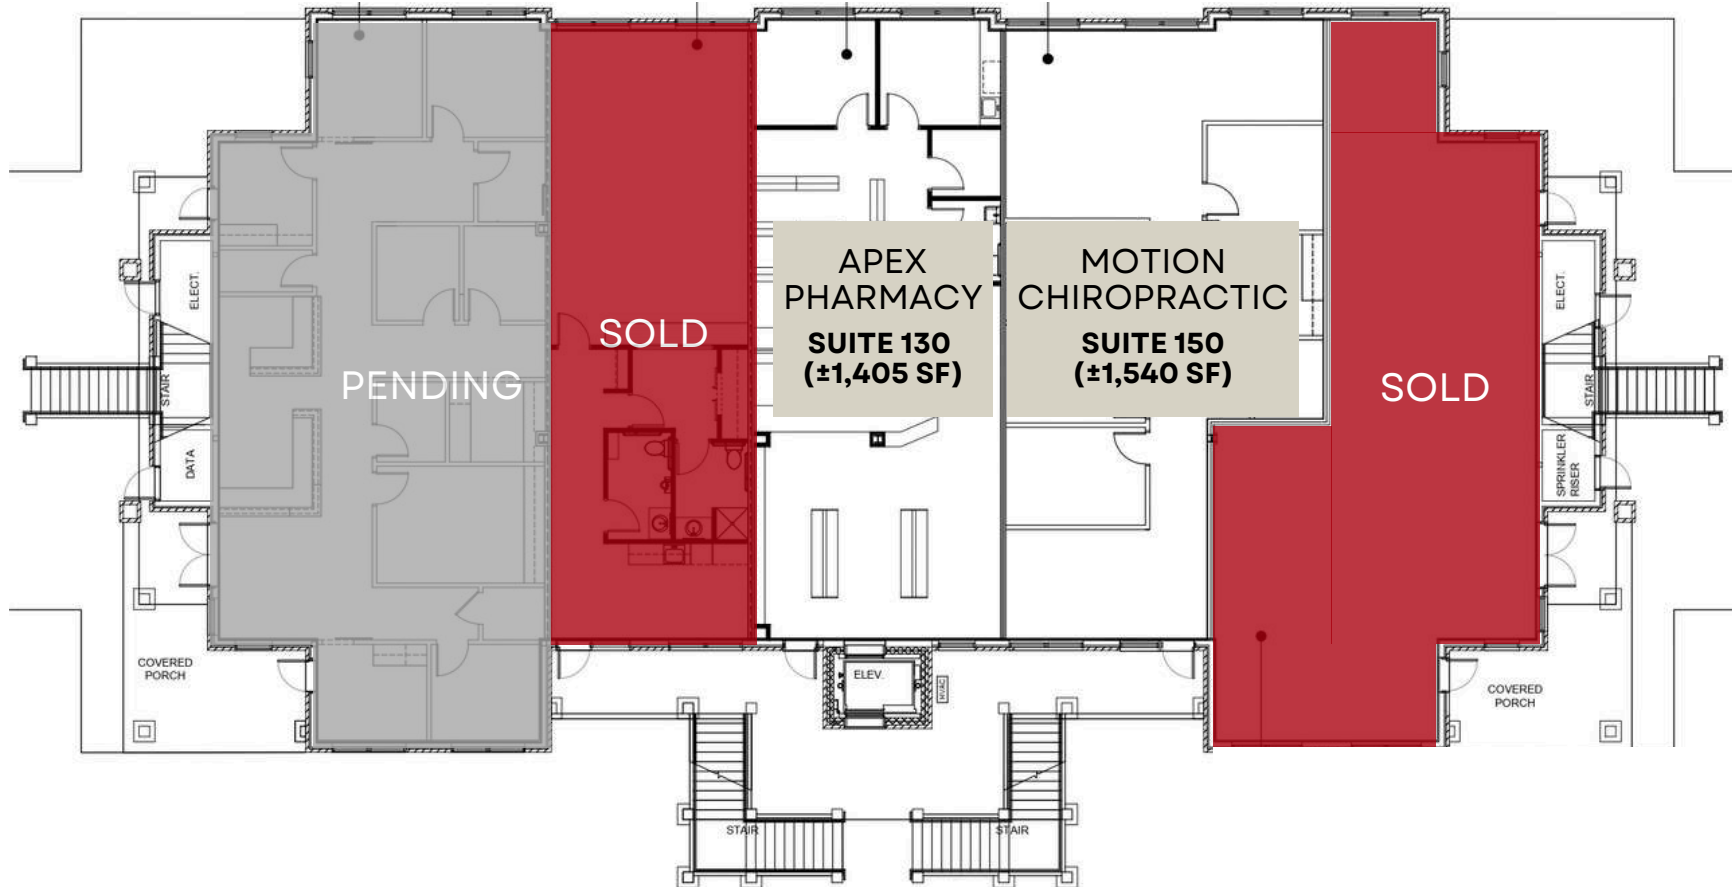 APEX
PHARMACY
SUITE 130
(±1,405 SF)
MOTION
CHIROPRACTIC
SUITE 150
(±1,540 SF)
SOLD
PENDING
SOLD
ELECT.
STAIR
DATA
COVERED
PORCH
ELEV.
HVAC
STAIR
STAIR
ELECT.
STAIR
SPRINKLER
RISER
COVERED
PORCH